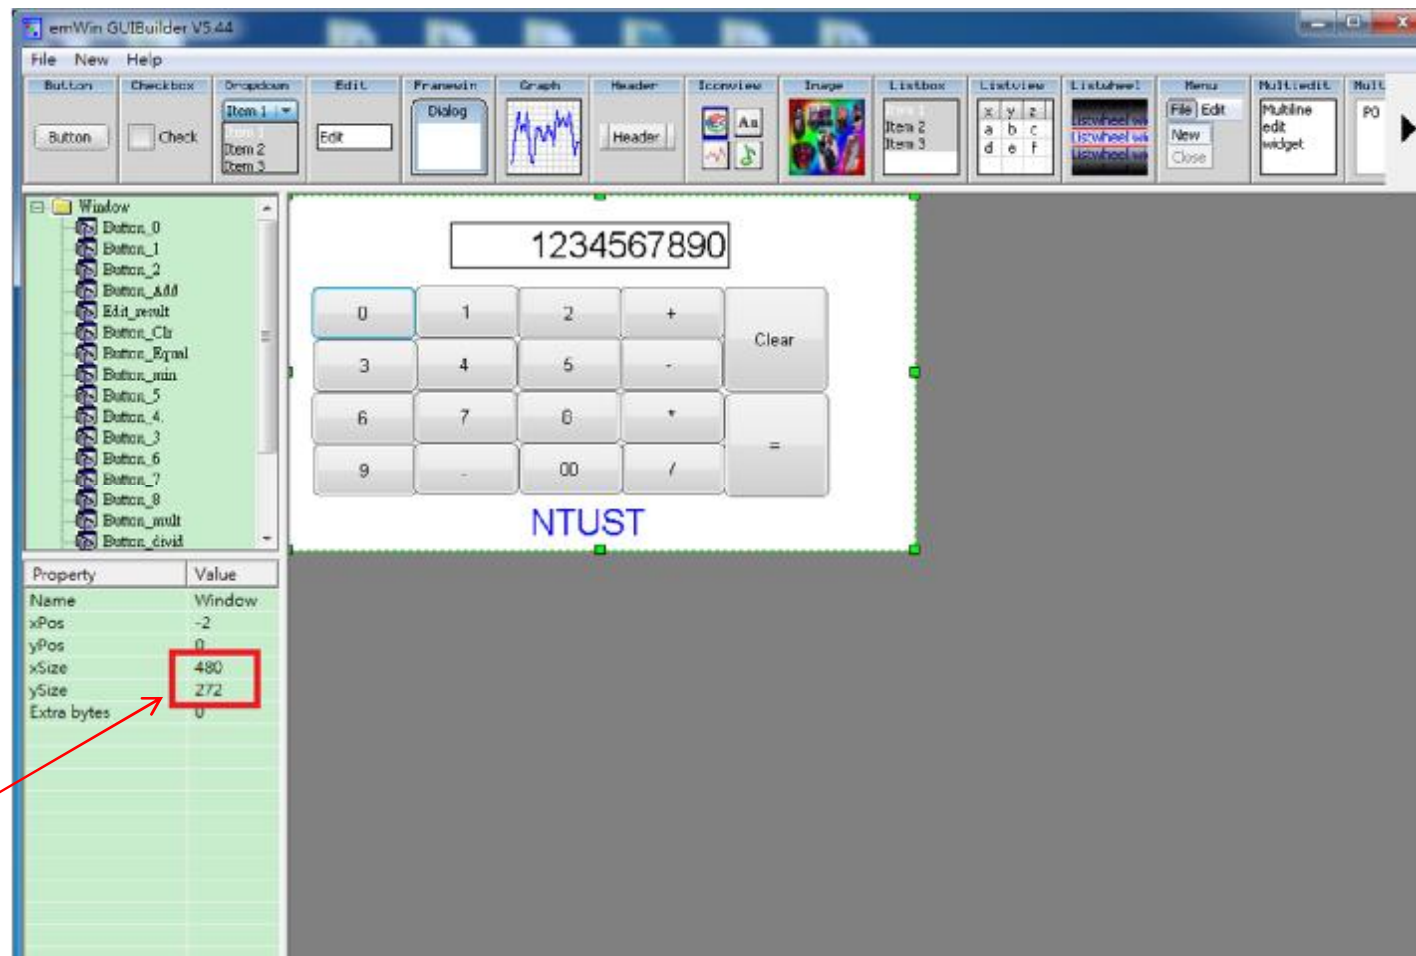 emWin GUIBuilder V5.44
File New Help
Button Checkbox Dropdown Edit Framewin Graph Header Iconview Image Listbox Listview Listwheel Menu Multiedit
Button Check Item 1 Item 2 Item 3 Edit Dialog Header Item 2 Item 3 x y z a b c d e f File Edit New Close Multiline edit widget
Window
Button_0
Button_1
Button_2
Button_Add
Edit_result
Button_Clr
Button_Equal
Button_min
Button_5
Button_4
Button_3
Button_6
Button_7
Button_8
Button_mult
Button_divid
1234567890
0 1 2 + Clear
3 4 5 -
6 7 8 * =
9 . 00 /
NTUST
Property Value
Name Window
xPos -2
yPos 0
xSize 480
ySize 272
Extra bytes 0